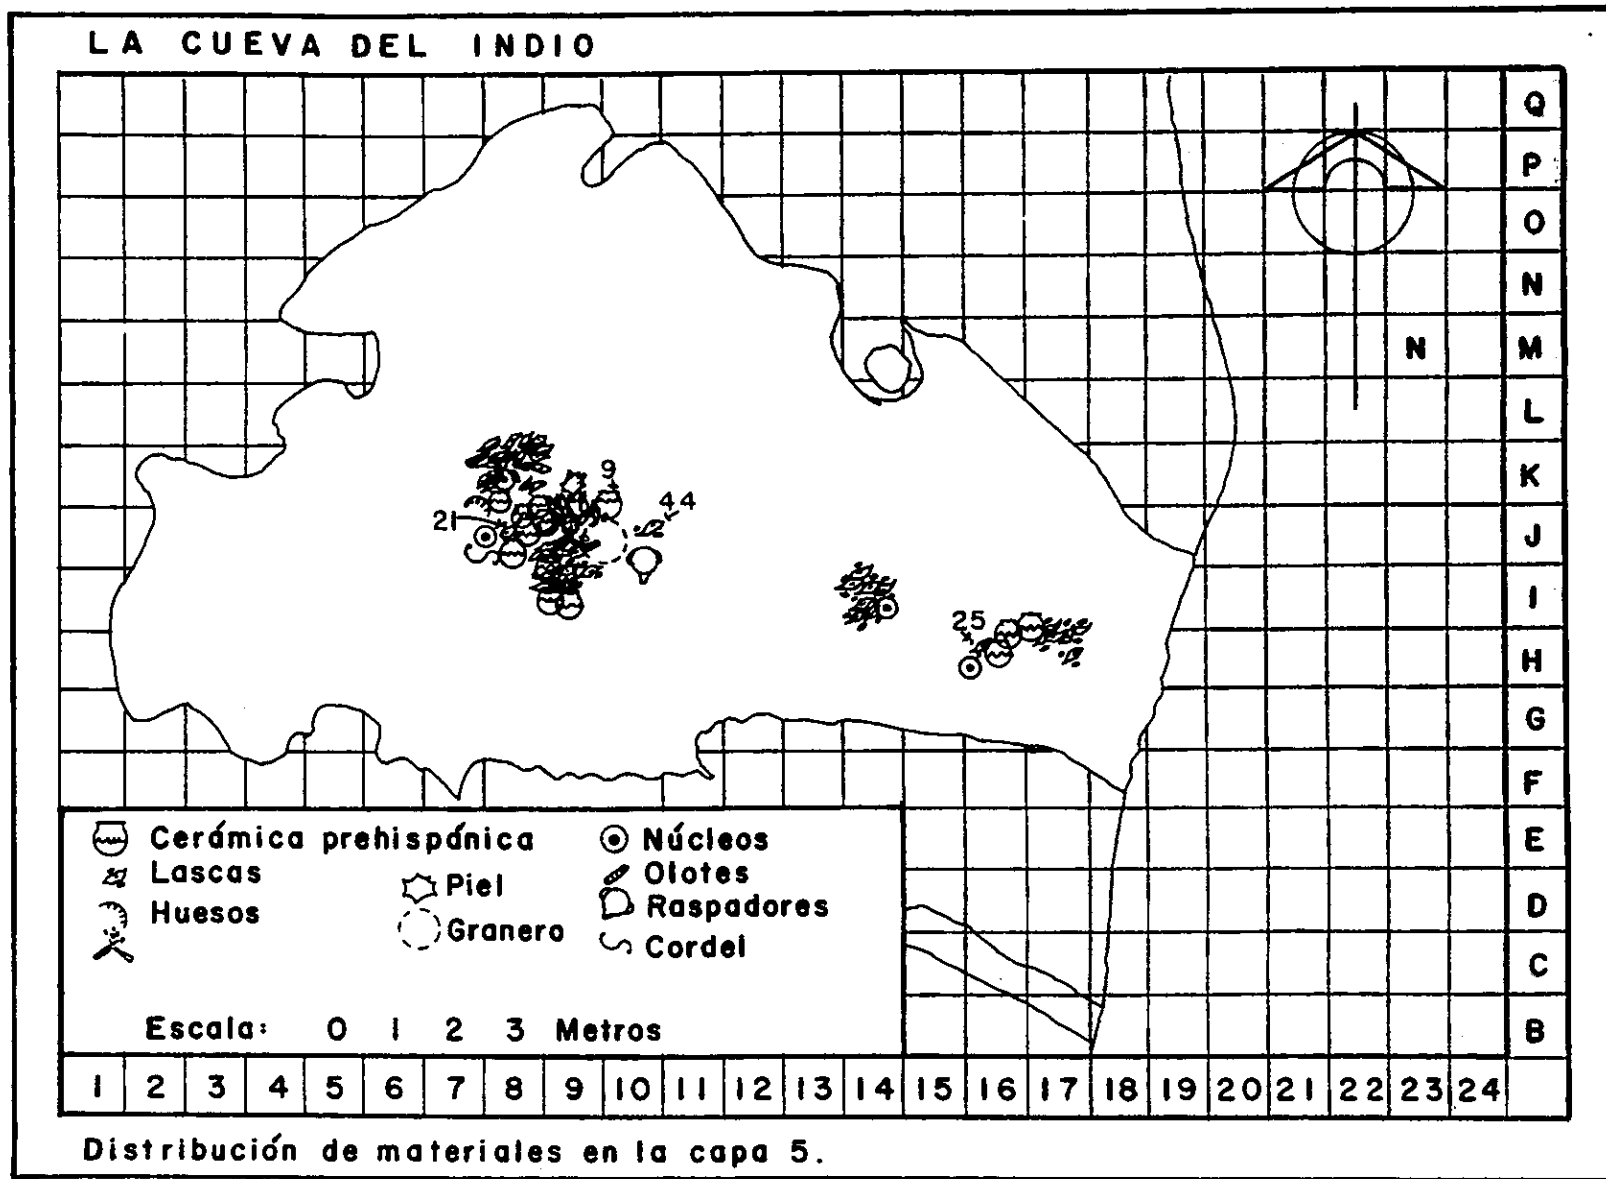 LA CUEVA DEL INDIO
Q
P
O
N
N M
L
9
K
44
21
J
I
25
H
G
F
Cerámica prehispánica Núcleos
E
Lascas Olotes
Piel
Huesos Raspadores
D
Granero Cordel
C
Escala: 0 1 2 3 Metros
B
1 2 3 4 5 6 7 8 9 10 11 12 13 14 15 16 17 18 19 20 21 22 23 24
Distribución de materiales en la capa 5.